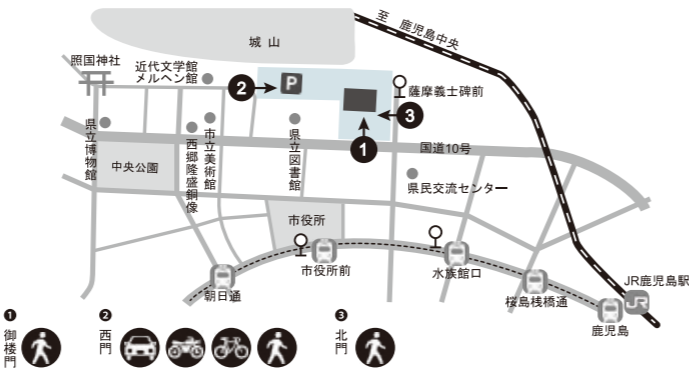 至 鹿児島中央
城山
照国神社
近代文学館
メルヘン館
P
薩摩義士碑前
2
3
1
県立博物館
西郷隆盛銅像
市立美術館
県立図書館
国道10号
中央公園
県民交流センター
市役所
市役所前
水族館口
朝日通
桜島桟橋通
JR鹿児島駅
JR
鹿児島
1
御楼門
2
西門
3
北門